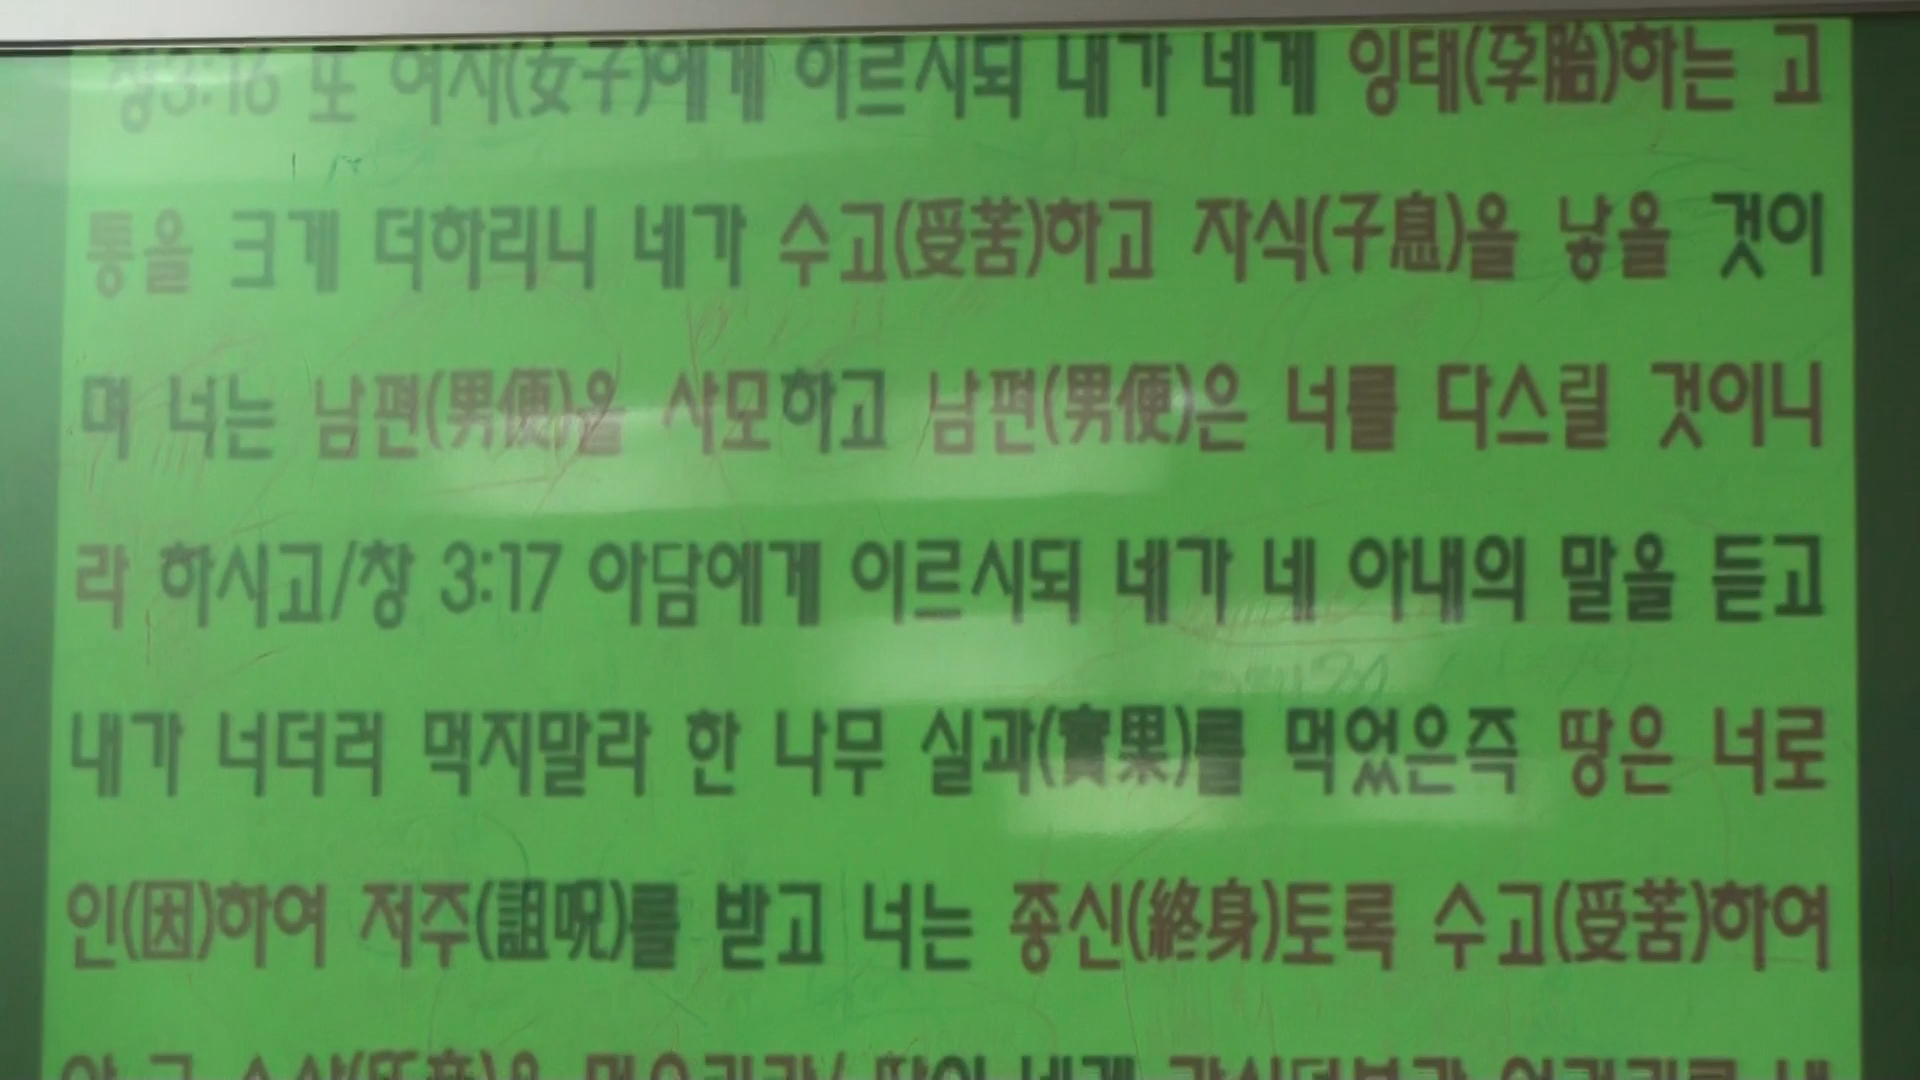 창3:16 또 여자(女子)에게 이르시되 내가 네게 잉태(孕胎)하는 고
통을 크게 더하리니 네가 수고(受苦)하고 자식(子息)을 낳을 것이
며 너는 남편(男便)을 사모하고 남편(男便)은 너를 다스릴 것이니
라 하시고/창 3:17 아담에게 이르시되 네가 네 아내의 말을 듣고
내가 너더러 먹지말라 한 나무 실과(實果)를 먹었은즉 땅은 너로
인(因)하여 저주(詛呪)를 받고 너는 종신(終身)토록 수고(受苦)하여